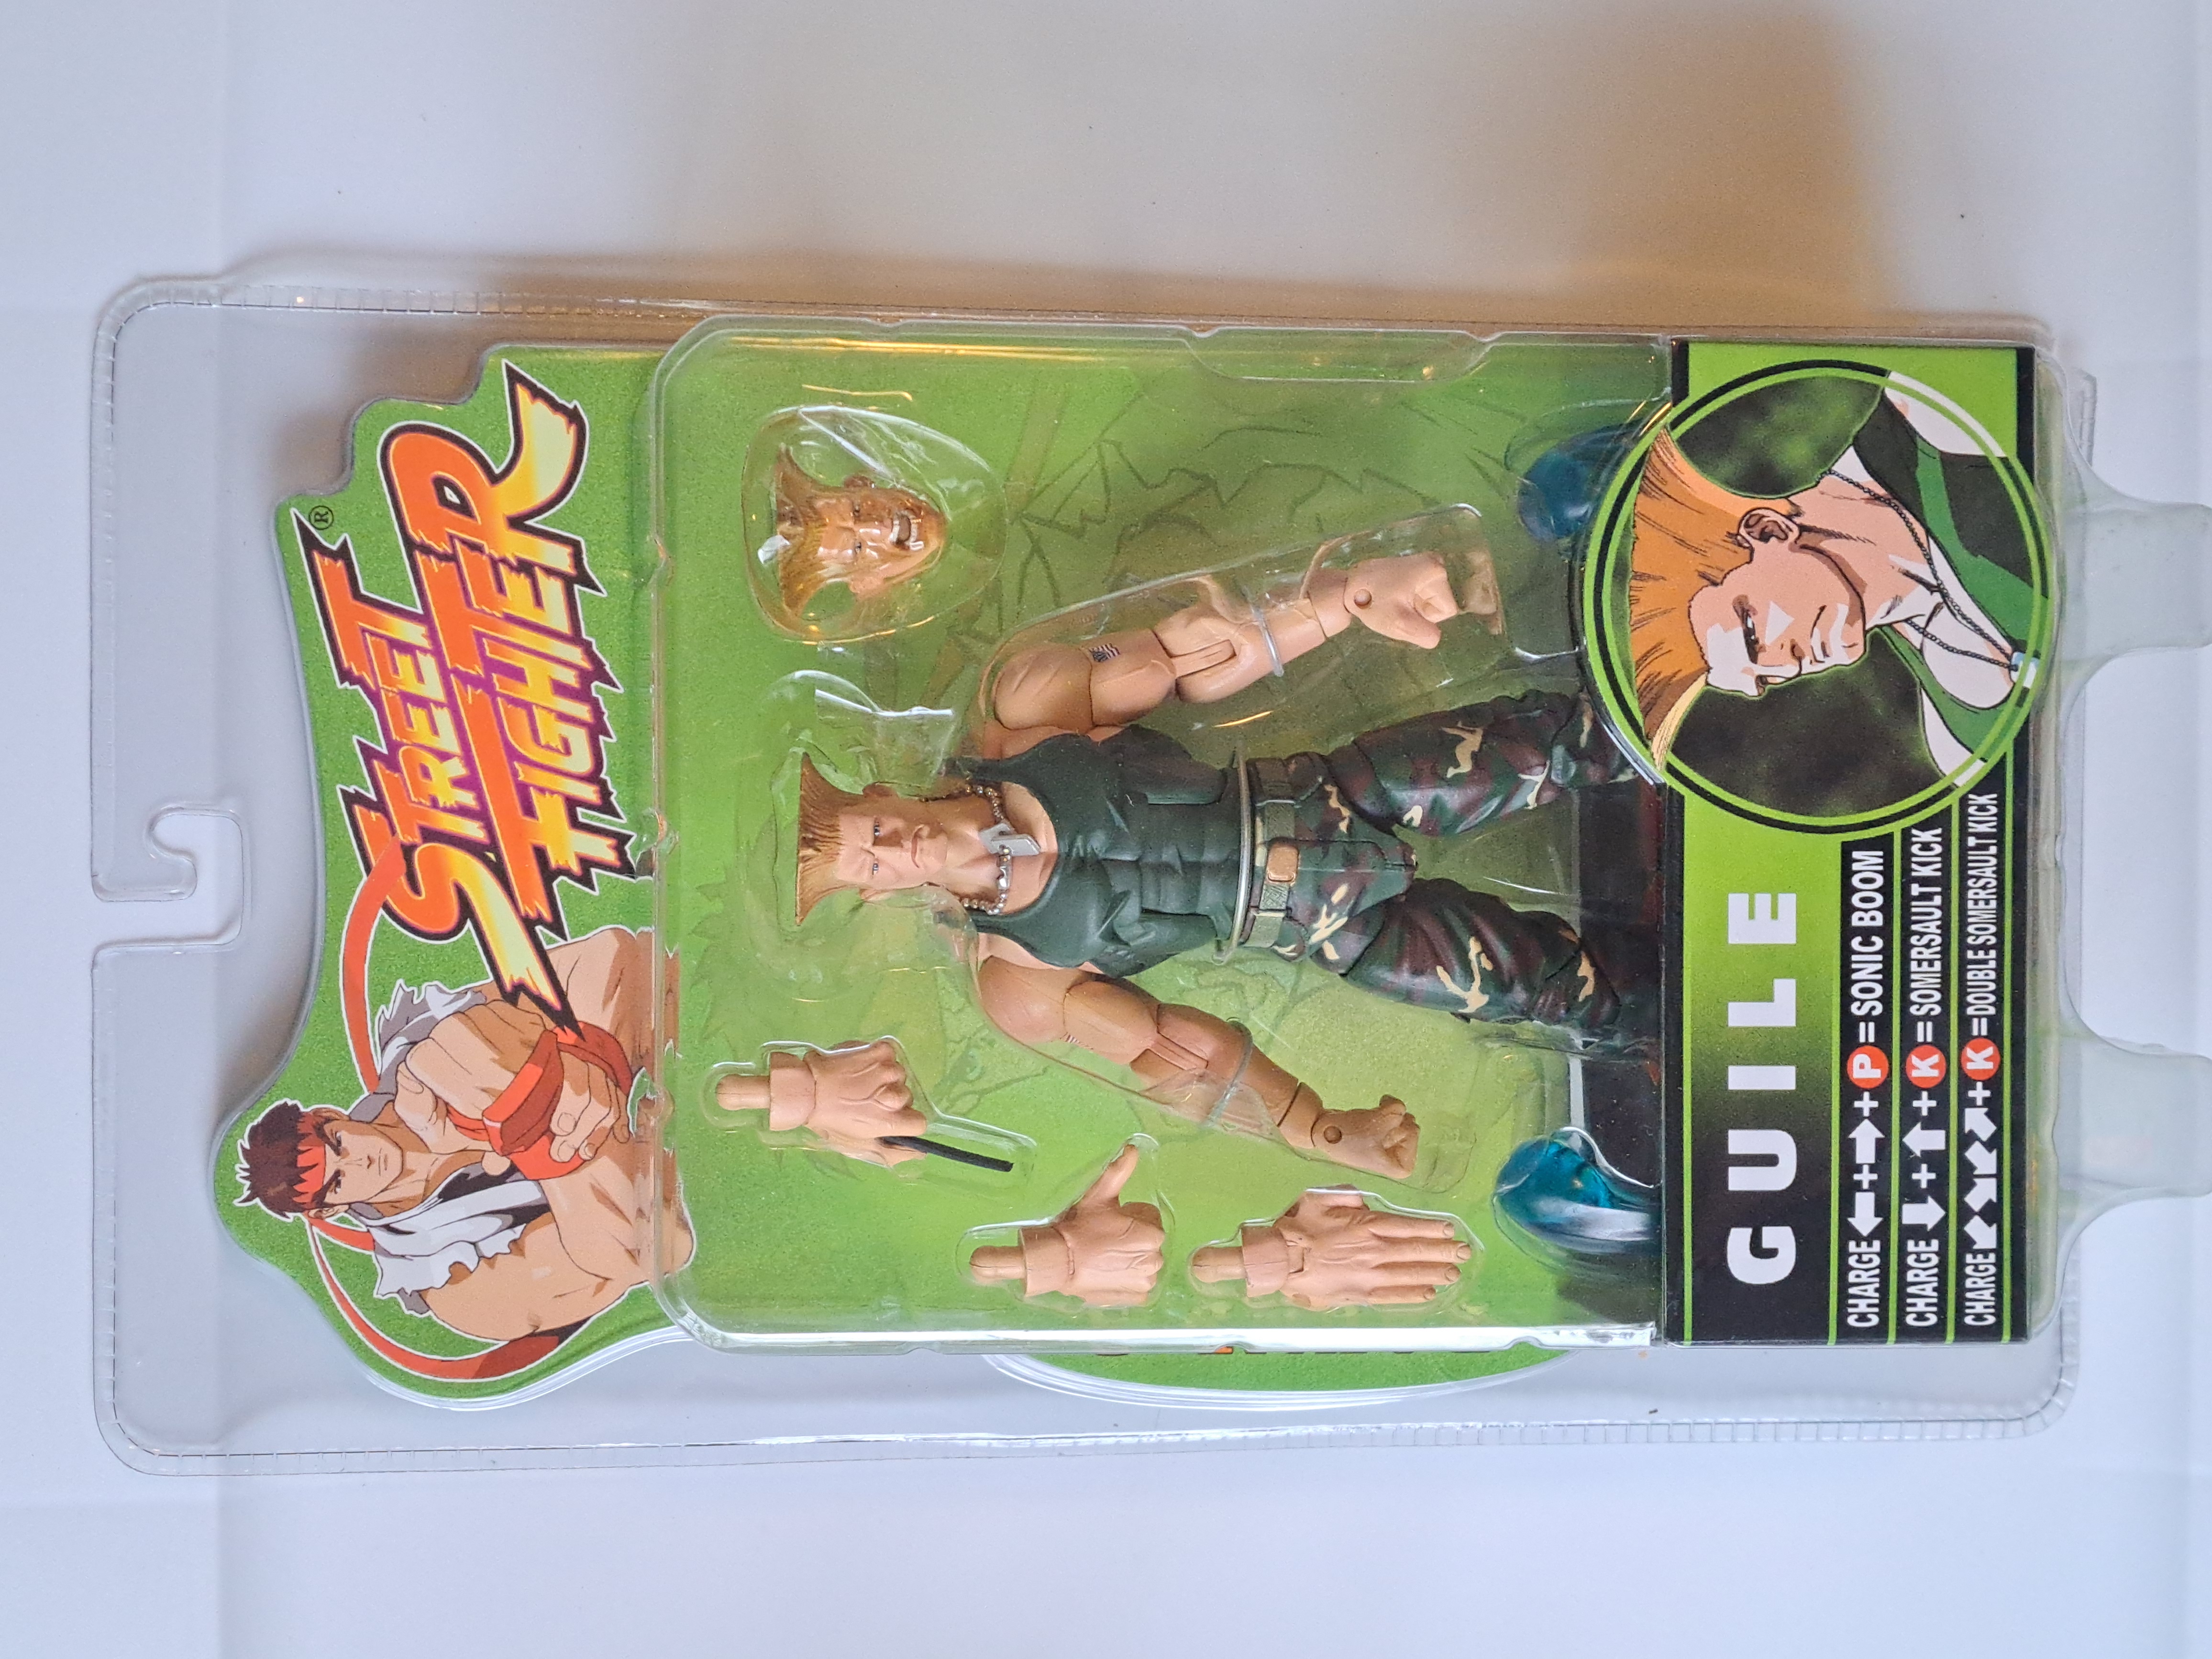 STREET
FIGHTER®
GUILE
CHARGE ← + → + P = SONIC BOOM
CHARGE ↓ + ↑ + K = SOMERSAULT KICK
CHARGE ↙ ↘ ↙ ↗ + K = DOUBLE SOMERSAULT KICK